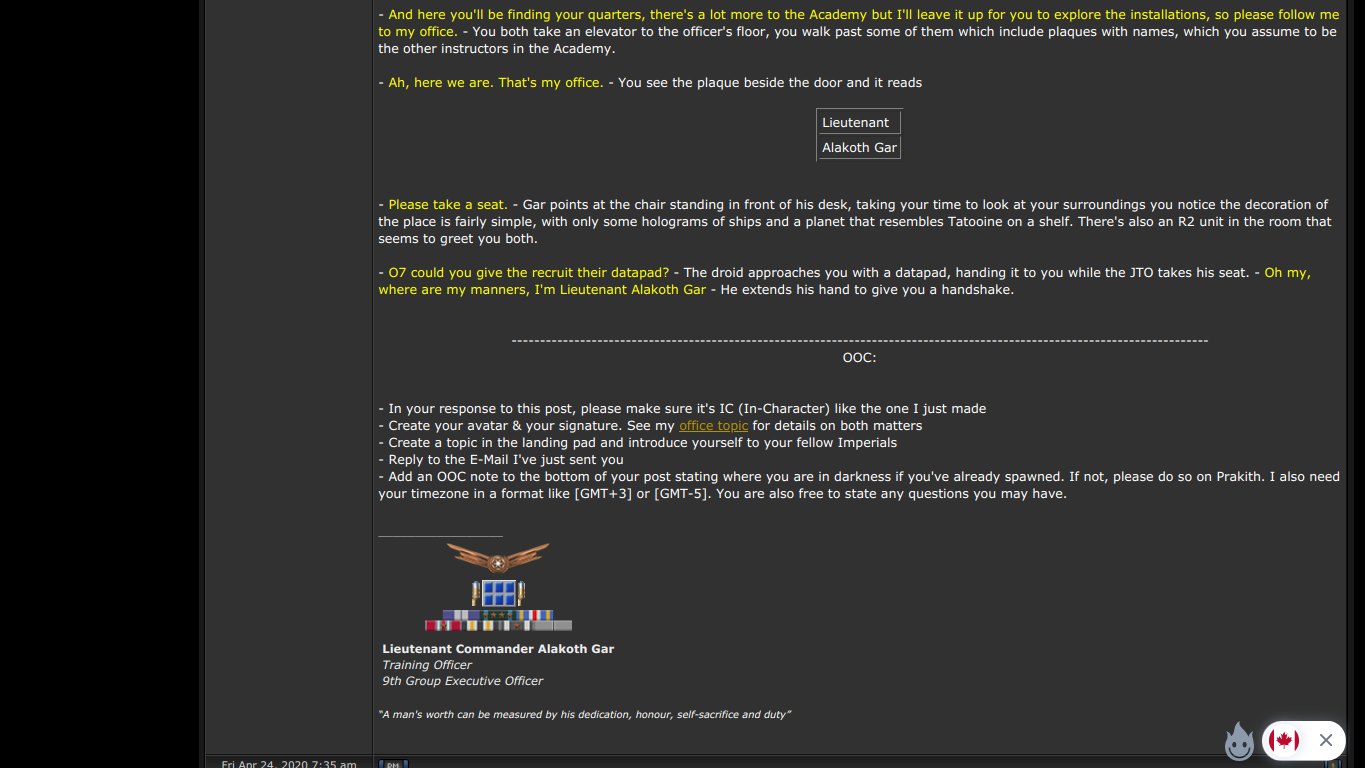 - And here you'll be finding your quarters, there's a lot more to the Academy but I'll leave it up for you to explore the installations, so please follow me
to my office. - You both take an elevator to the officer's floor, you walk past some of them which include plaques with names, which you assume to be
the other instructors in the Academy.
- Ah, here we are. That's my office. - You see the plaque beside the door and it reads
Lieutenant
Alakoth Gar
- Please take a seat. - Gar points at the chair standing in front of his desk, taking your time to look at your surroundings you notice the decoration of
the place is fairly simple, with only some holograms of ships and a planet that resembles Tatooine on a shelf. There's also an R2 unit in the room that
seems to greet you both.
- O7 could you give the recruit their datapad? - The droid approaches you with a datapad, handing it to you while the JTO takes his seat. - Oh my,
where are my manners, I'm Lieutenant Alakoth Gar - He extends his hand to give you a handshake.
--------------------------------------------------------------------------------------------------------------------
OOC:
- In your response to this post, please make sure it's IC (In-Character) like the one I just made
- Create your avatar & your signature. See my office topic for details on both matters
- Create a topic in the landing pad and introduce yourself to your fellow Imperials
- Reply to the E-Mail I've just sent you
- Add an OOC note to the bottom of your post stating where you are in darkness if you've already spawned. If not, please do so on Prakith. I also need
your timezone in a format like [GMT+3] or [GMT-5]. You are also free to state any questions you may have.
_________________
Lieutenant Commander Alakoth Gar
Training Officer
9th Group Executive Officer
"A man's worth can be measured by his dedication, honour, self-sacrifice and duty"
Fri Apr 24, 2020 7:35 am
PM